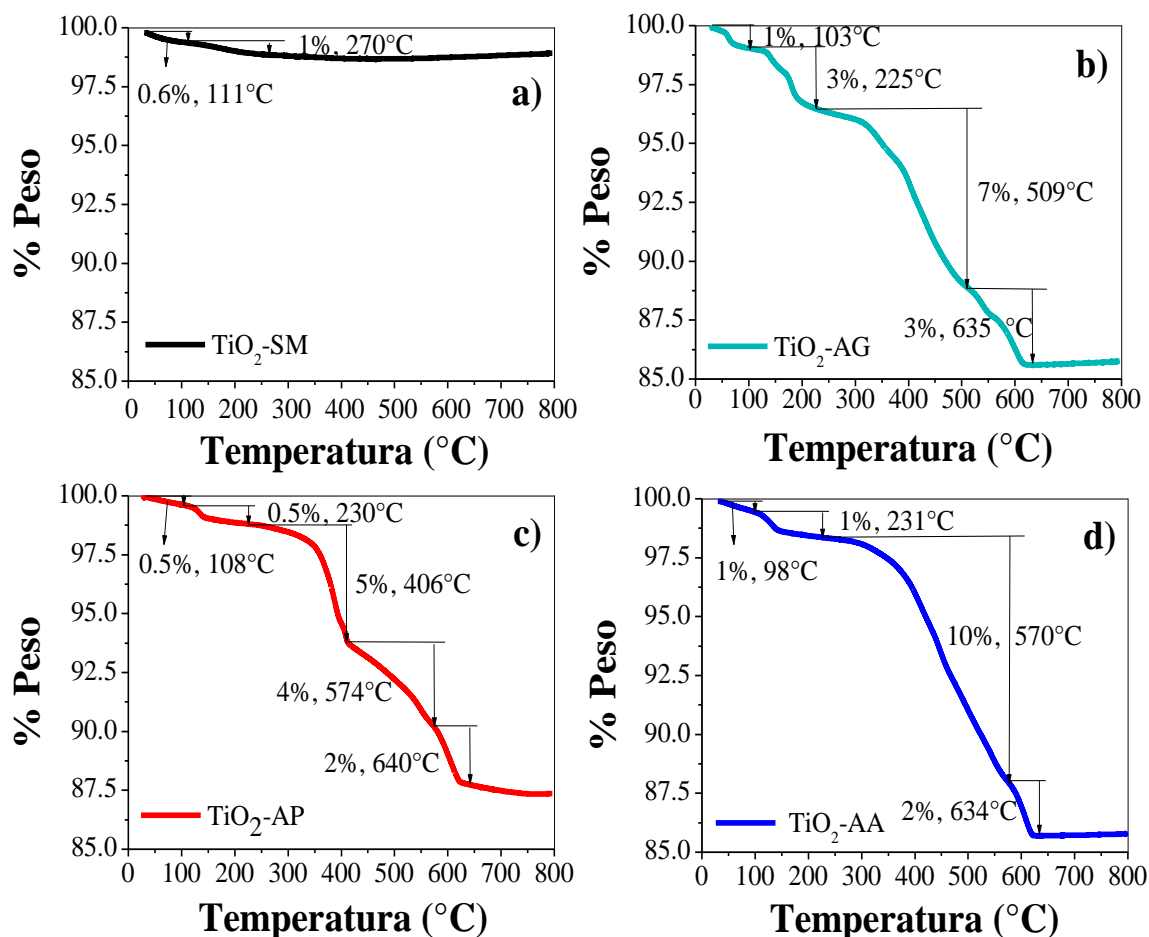 100.0
97.5
95.0
92.5
90.0
87.5
85.0
% Peso
1%, 270°C
0.6%, 111°C
a)
TiO2-SM
0 100 200 300 400 500 600 700 800
Temperatura (°C)
100.0
97.5
95.0
92.5
90.0
87.5
85.0
% Peso
1%, 103°C
b)
3%, 225°C
7%, 509°C
3%, 635 °C
TiO2-AG
0 100 200 300 400 500 600 700 800
Temperatura (°C)
100.0
97.5
95.0
92.5
90.0
87.5
85.0
% Peso
0.5%, 230°C
c)
0.5%, 108°C
5%, 406°C
4%, 574°C
2%, 640°C
TiO2-AP
0 100 200 300 400 500 600 700 800
Temperatura (°C)
100.0
97.5
95.0
92.5
90.0
87.5
85.0
% Peso
1%, 231°C
d)
1%, 98°C
10%, 570°C
2%, 634°C
TiO2-AA
0 100 200 300 400 500 600 700 800
Temperatura (°C)